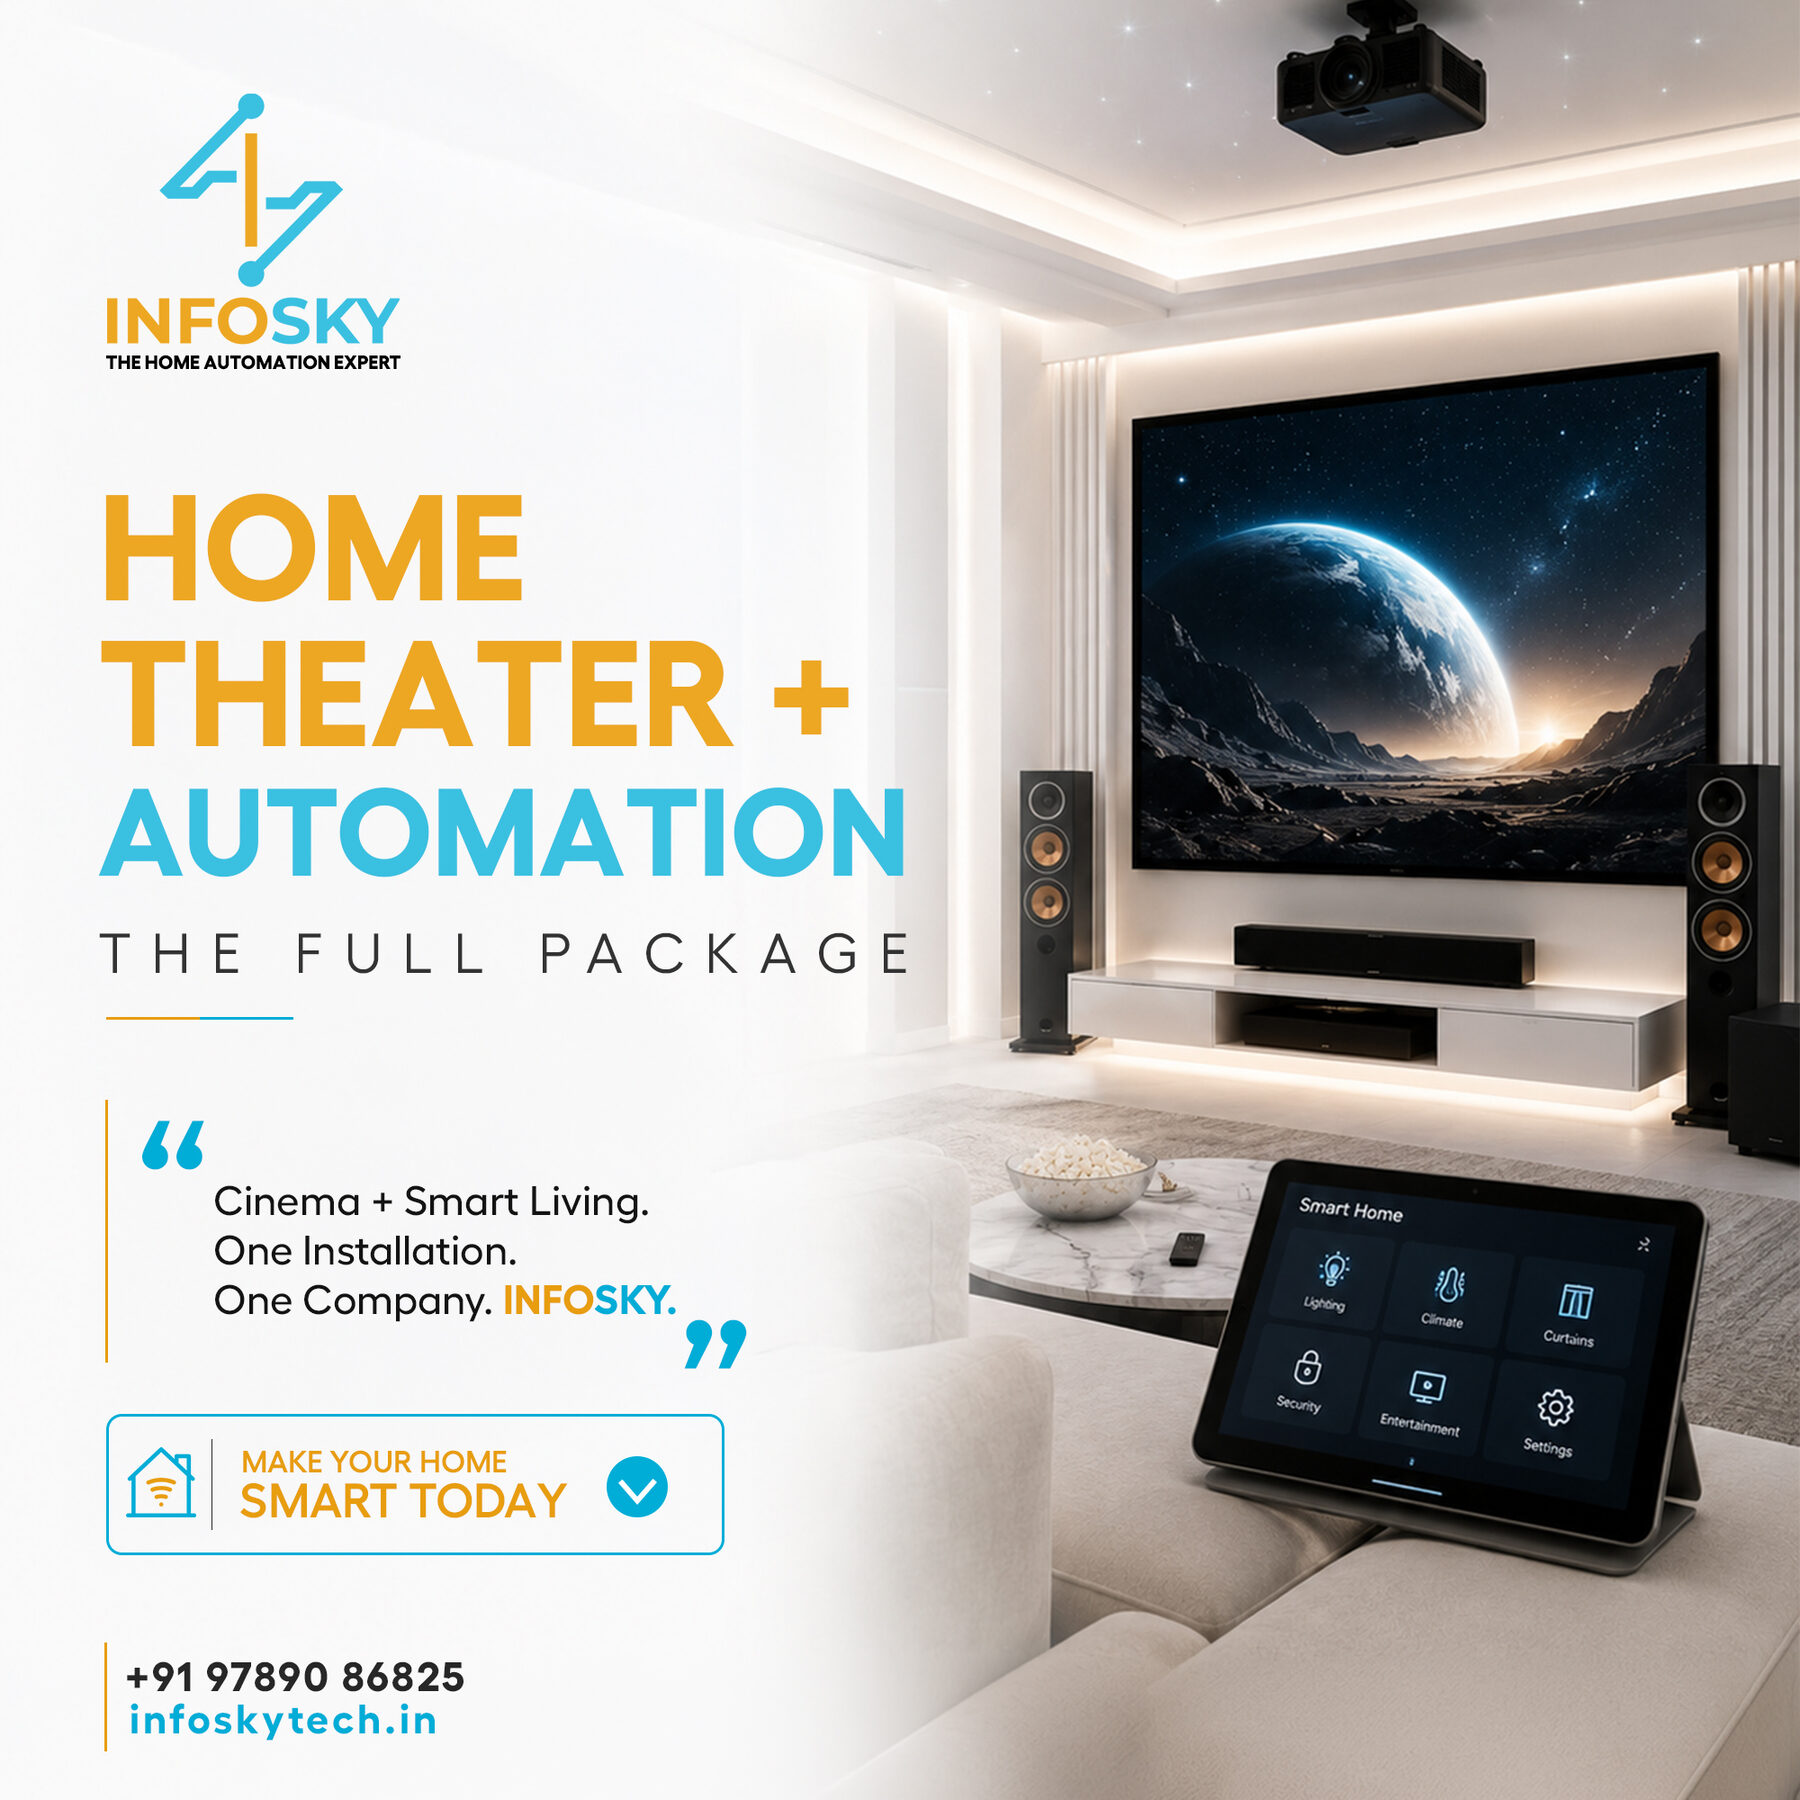 INFOSKY
THE HOME AUTOMATION EXPERT
HOME
THEATER +
AUTOMATION
THE FULL PACKAGE
“
Cinema + Smart Living.
One Installation.
One Company. INFOSKY.
”
MAKE YOUR HOME
SMART TODAY
+91 97890 86825
infoskytech.in
Smart Home
Lighting
Climate
Curtains
Security
Entertainment
Settings